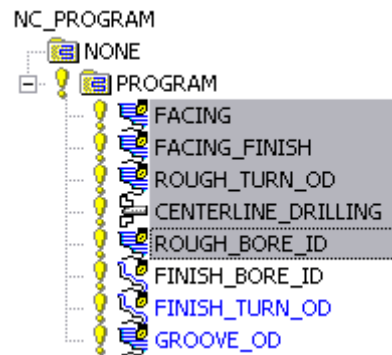 NC_PROGRAM
NONE
PROGRAM
FACING
FACING_FINISH
ROUGH_TURN_OD
CENTERLINE_DRILLING
ROUGH_BORE_ID
FINISH_BORE_ID
FINISH_TURN_OD
GROOVE_OD